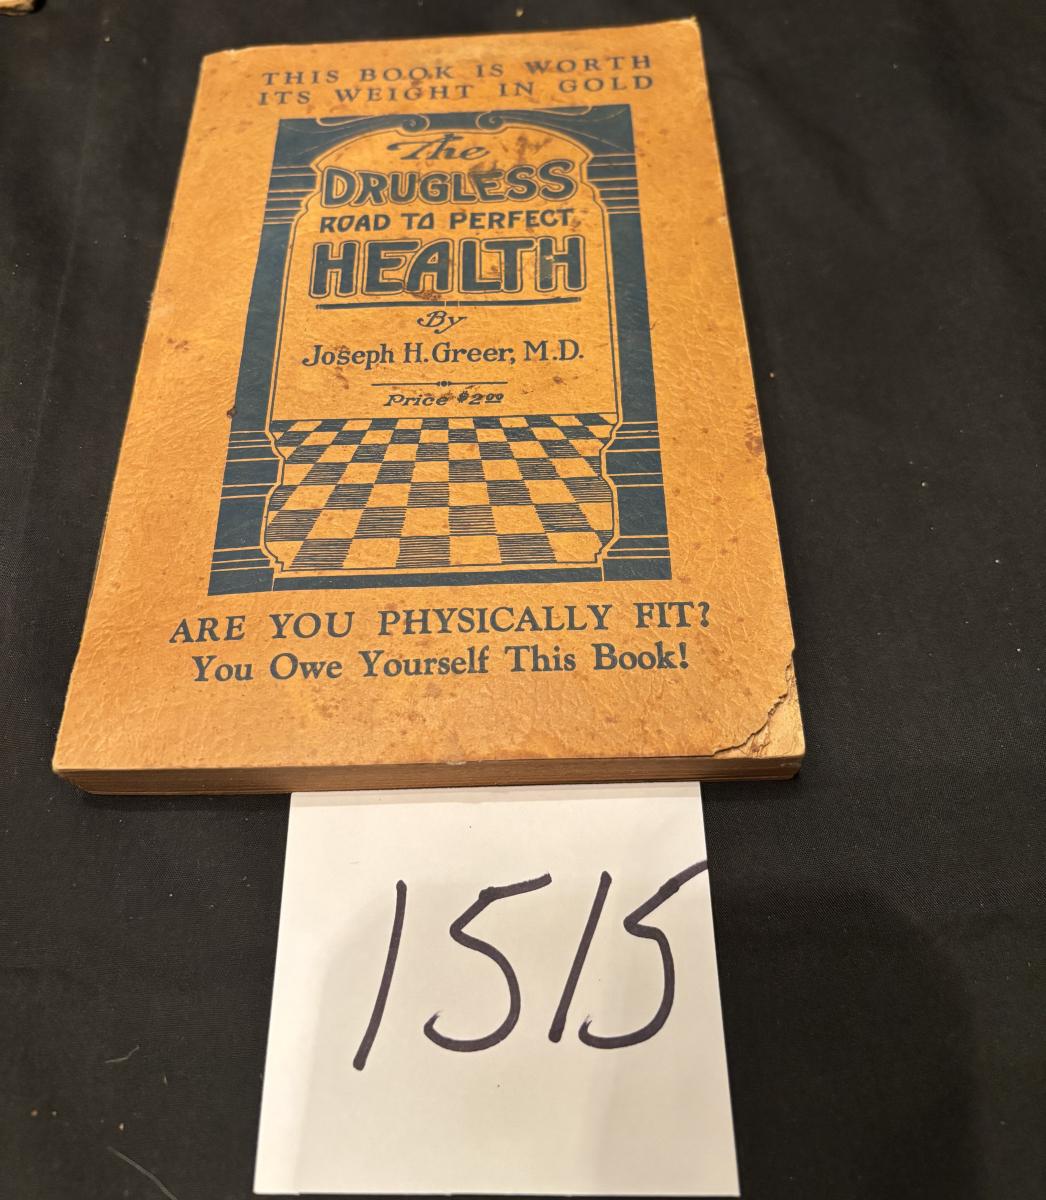 THIS BOOK IS WORTH
ITS WEIGHT IN GOLD
The
DRUGLESS
ROAD TO PERFECT
HEALTH
By
Joseph H. Greer, M.D.
Price $2.00
ARE YOU PHYSICALLY FIT?
You Owe Yourself This Book!
1515